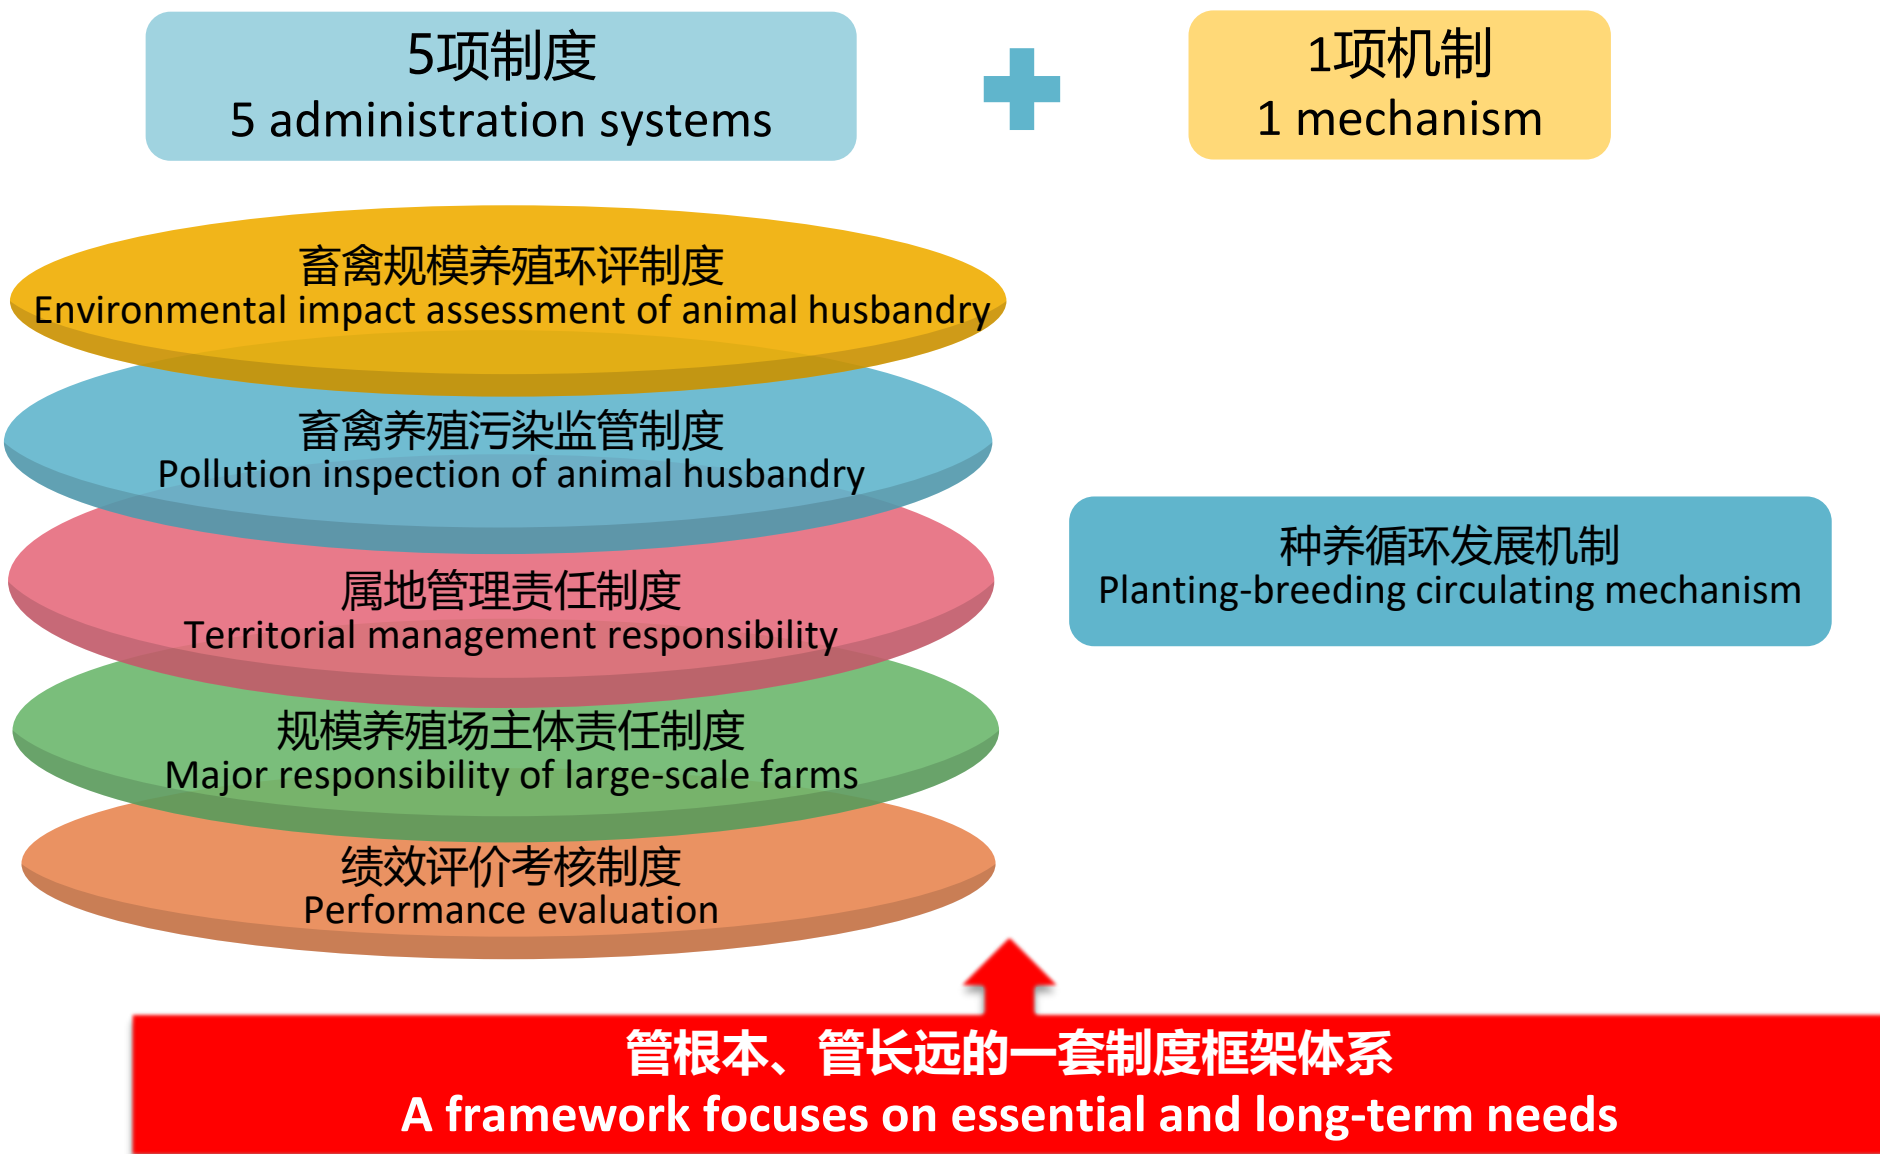 5项制度
5 administration systems
1项机制
1 mechanism
畜禽规模养殖环评制度
Environmental impact assessment of animal husbandry
畜禽养殖污染监管制度
Pollution inspection of animal husbandry
属地管理责任制度
Territorial management responsibility
规模养殖场主体责任制度
Major responsibility of large-scale farms
绩效评价考核制度
Performance evaluation
种养循环发展机制
Planting-breeding circulating mechanism
管根本、管长远的一套制度框架体系
A framework focuses on essential and long-term needs